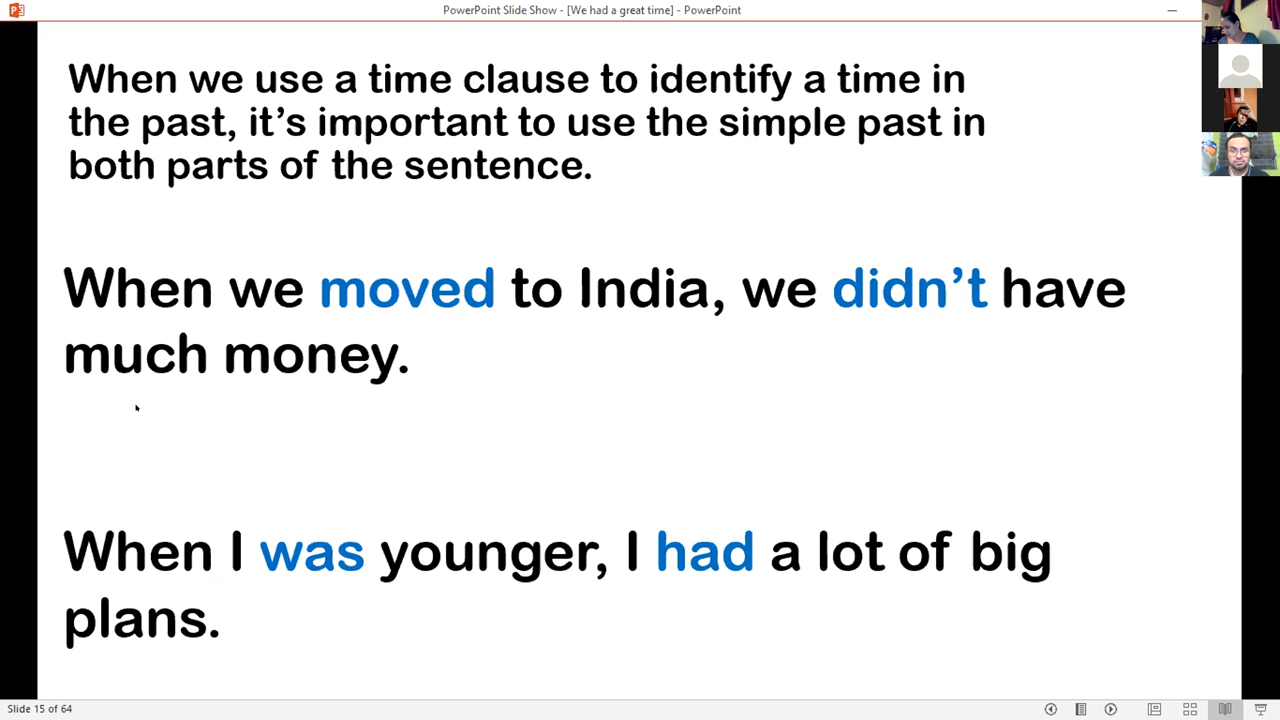 PowerPoint Slide Show - [We had a great time] - PowerPoint
When we use a time clause to identify a time in
the past, it’s important to use the simple past in
both parts of the sentence.
When we moved to India, we didn’t have
much money.
When I was younger, I had a lot of big
plans.
Slide 15 of 64